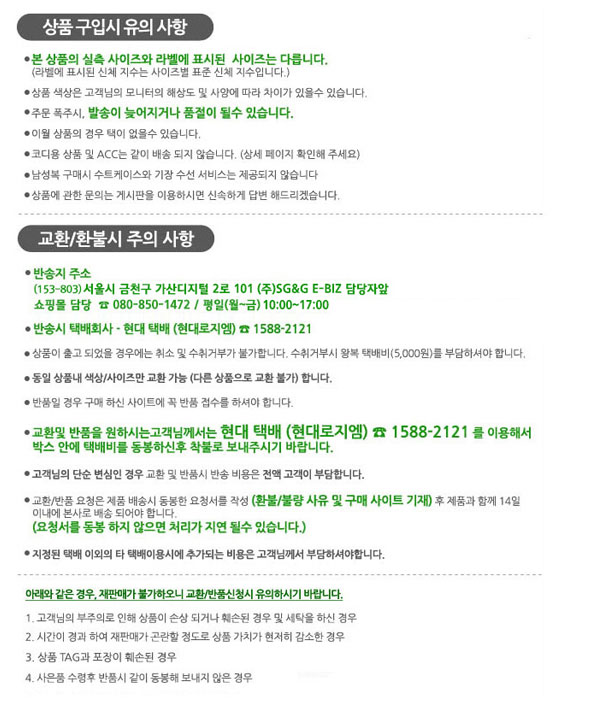 상품 구입시 유의 사항
• 본 상품의 실측 사이즈와 라벨에 표시된 사이즈는 다릅니다.
(라벨에 표시된 신체 지수는 사이즈별 표준 신체 지수입니다.)
• 상품 색상은 고객님의 모니터의 해상도 및 사양에 따라 차이가 있을수 있습니다.
• 주문 폭주시, 발송이 늦어지거나 품절이 될수 있습니다.
• 이월 상품의 경우 택이 없을수 있습니다.
• 코디용 상품 및 ACC는 같이 배송 되지 않습니다. (상세 페이지 확인해 주세요)
• 남성복 구매시 수트케이스와 기장 수선 서비스는 제공되지 않습니다
• 상품에 관한 문의는 게시판을 이용하시면 신속하게 답변 해드리겠습니다.
교환/환불시 주의 사항
• 반송지 주소
(153-803) 서울시 금천구 가산디지털 2로 101 (주)SG&G E-BIZ 담당자앞
쇼핑몰 담당 ☎ 080-850-1472 / 평일(월~금) 10:00~17:00
• 반송시 택배회사 - 현대 택배 (현대로지엠) ☎ 1588-2121
• 상품이 출고 되었을 경우에는 취소 및 수취거부가 불가합니다. 수취거부시 왕복 택배비(5,000원)를 부담하셔야 합니다.
• 동일 상품내 색상/사이즈만 교환 가능 (다른 상품으로 교환 불가) 합니다.
• 반품일 경우 구매 하신 사이트에 꼭 반품 접수를 하셔야 합니다.
• 교환및 반품을 원하시는고객님께서는 현대 택배 (현대로지엠) ☎ 1588-2121 를 이용해서
박스 안에 택배비를 동봉하신후 착불로 보내주시기 바랍니다.
• 고객님의 단순 변심인 경우 교환 및 반품시 반송 비용은 전액 고객이 부담합니다.
• 교환/반품 요청은 제품 배송시 동봉한 요청서를 작성 (환불/불량 사유 및 구매 사이트 기재) 후 제품과 함께 14일
이내에 본사로 배송 되어야 합니다.
(요청서를 동봉 하지 않으면 처리가 지연 될수 있습니다.)
• 지정된 택배 이외의 타 택배이용시에 추가되는 비용은 고객님께서 부담하셔야합니다.
아래와 같은 경우, 재판매가 불가하오니 교환/반품신청시 유의하시기 바랍니다.
1. 고객님의 부주의로 인해 상품이 손상 되거나 훼손된 경우 및 세탁을 하신 경우
2. 시간이 경과 하여 재판매가 곤란할 정도로 상품 가치가 현저히 감소한 경우
3. 상품 TAG과 포장이 훼손된 경우
4. 사은품 수령후 반품시 같이 동봉해 보내지 않은 경우